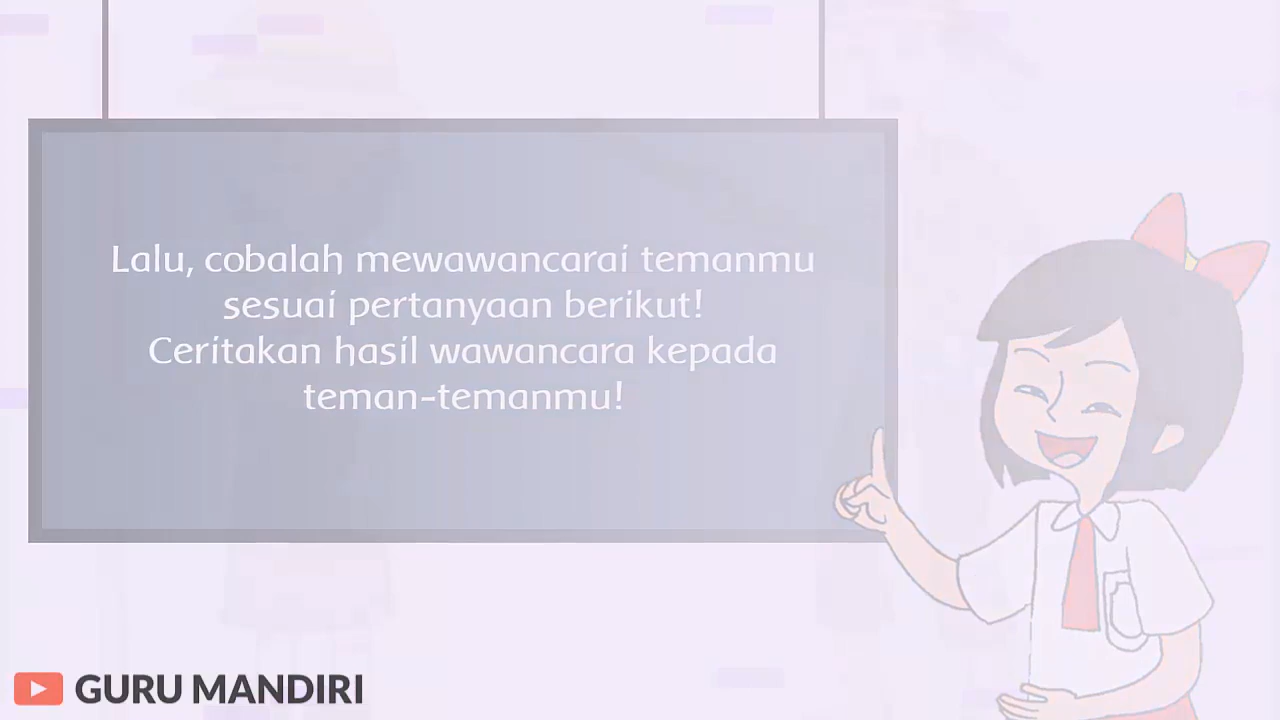 Lalu, cobalah mewawancarai temanmu
sesuai pertanyaan berikut!
Ceritakan hasil wawancara kepada
teman-temanmu!
GURU MANDIRI